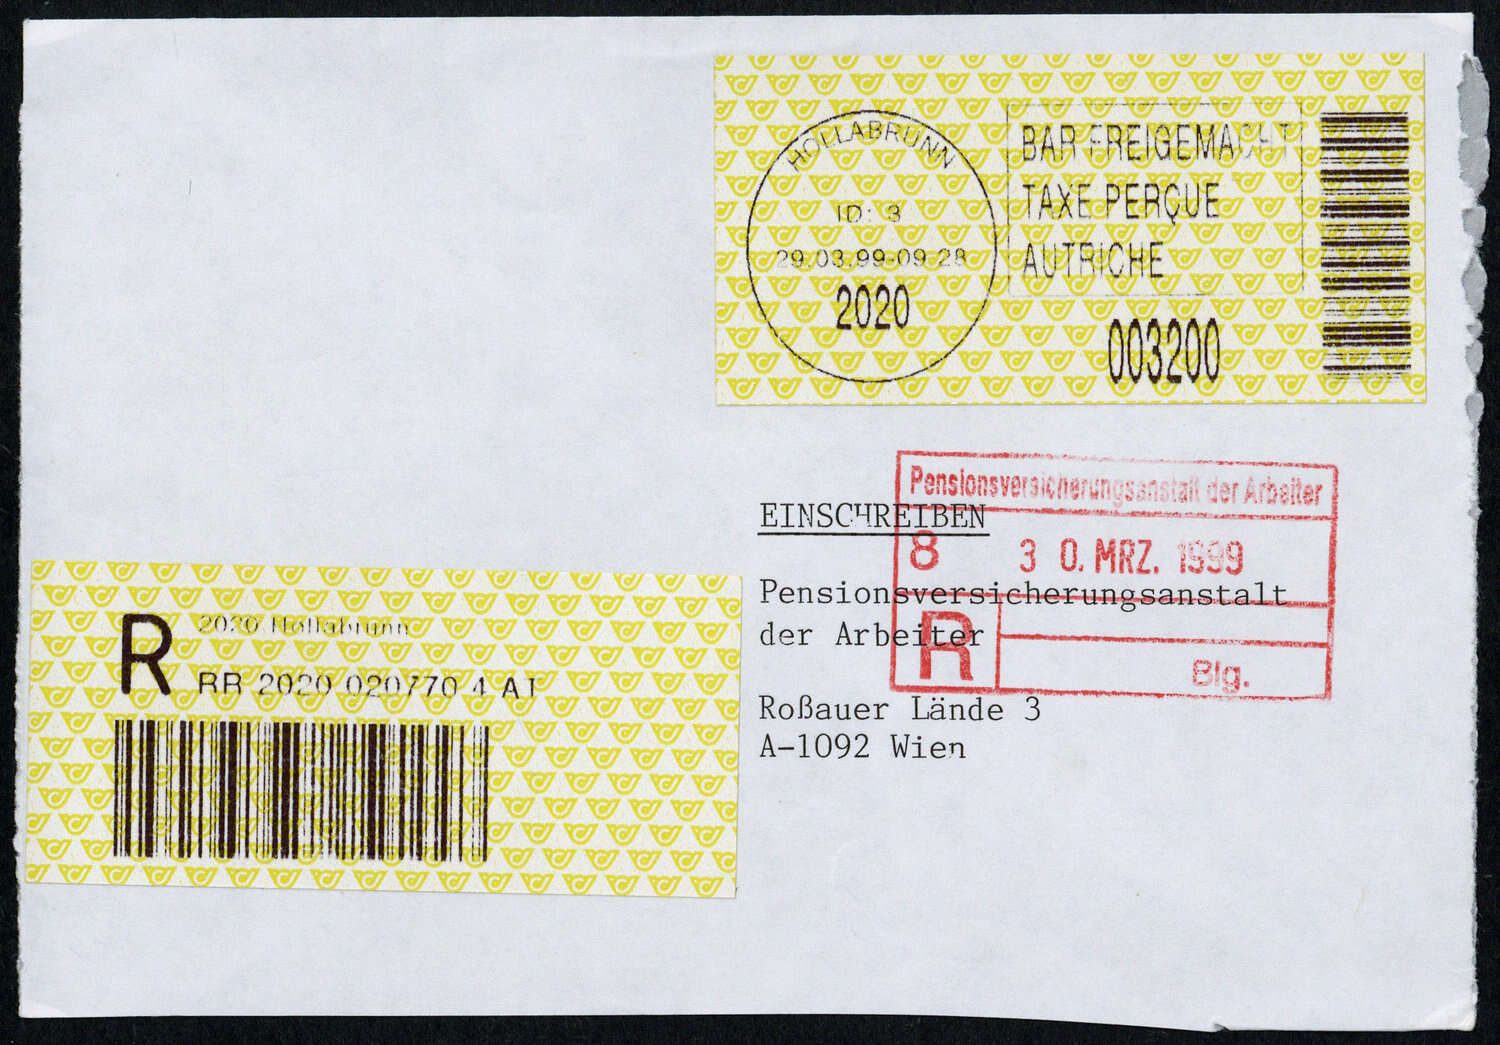 HOLLABRUNN
ID: 3
29.03.99-09 28
2020
BAR FREIGEMACHT
TAXE PERÇUE
AUTRICHE
003200
Pensionsversicherungsanstalt der Arbeiter
8 30. MRZ. 1999
R
Blg.
EINSCHREIBEN
Pensionsversicherungsanstalt
der Arbeiter
Roßauer Lände 3
A-1092 Wien
R 2020 Hollabrunn
RR 2020 020770 4 AT